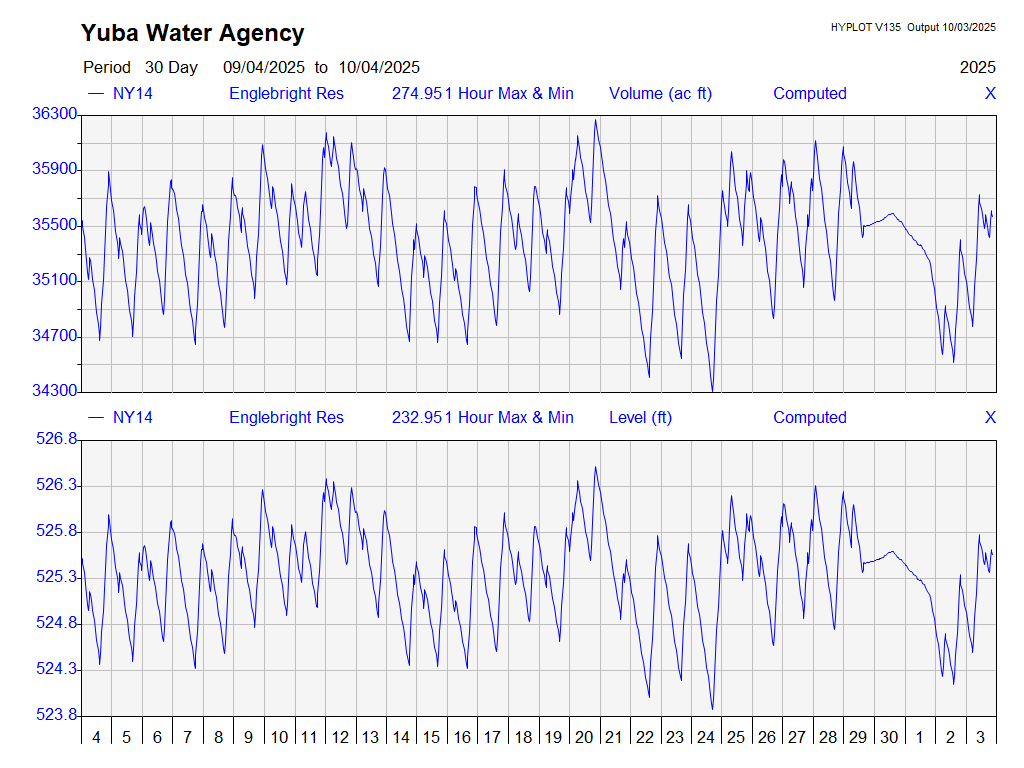 Yuba Water Agency
HYPLOT V135 Output 10/03/2025
Period 30 Day 09/04/2025 to 10/04/2025 2025
NY14 Englebright Res 274.951 Hour Max & Min Volume (ac ft) Computed X
36300
35900
35500
35100
34700
34300
NY14 Englebright Res 232.951 Hour Max & Min Level (ft) Computed X
526.8
526.3
525.8
525.3
524.8
524.3
523.8
4 5 6 7 8 9 10 11 12 13 14 15 16 17 18 19 20 21 22 23 24 25 26 27 28 29 30 1 2 3